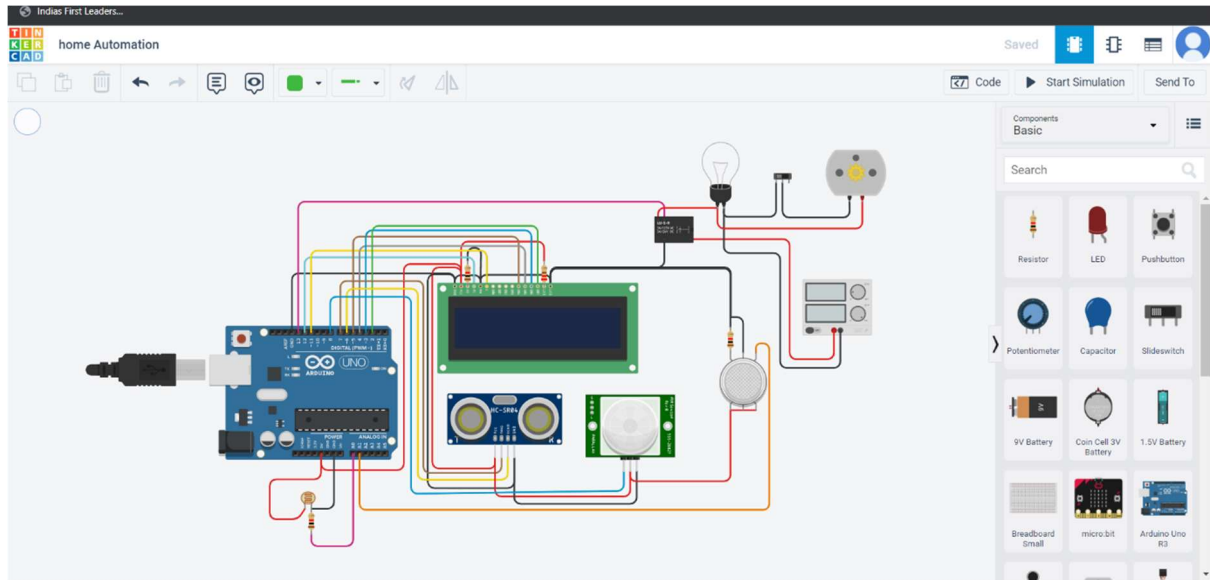 Indias First Leaders...
TIN
KER
CAD
home Automation
Saved
Code
Start Simulation
Send To
Components
Basic
Search
Resistor
LED
Pushbutton
Potentiometer
Capacitor
Slideswitch
9V
9V Battery
Coin Cell 3V
Battery
1.5V Battery
Breadboard
Small
micro:bit
Arduino Uno
R3
HC-SR04
DIGITAL (PWM~)
UNO
ARDUINO
POWER
ANALOG IN